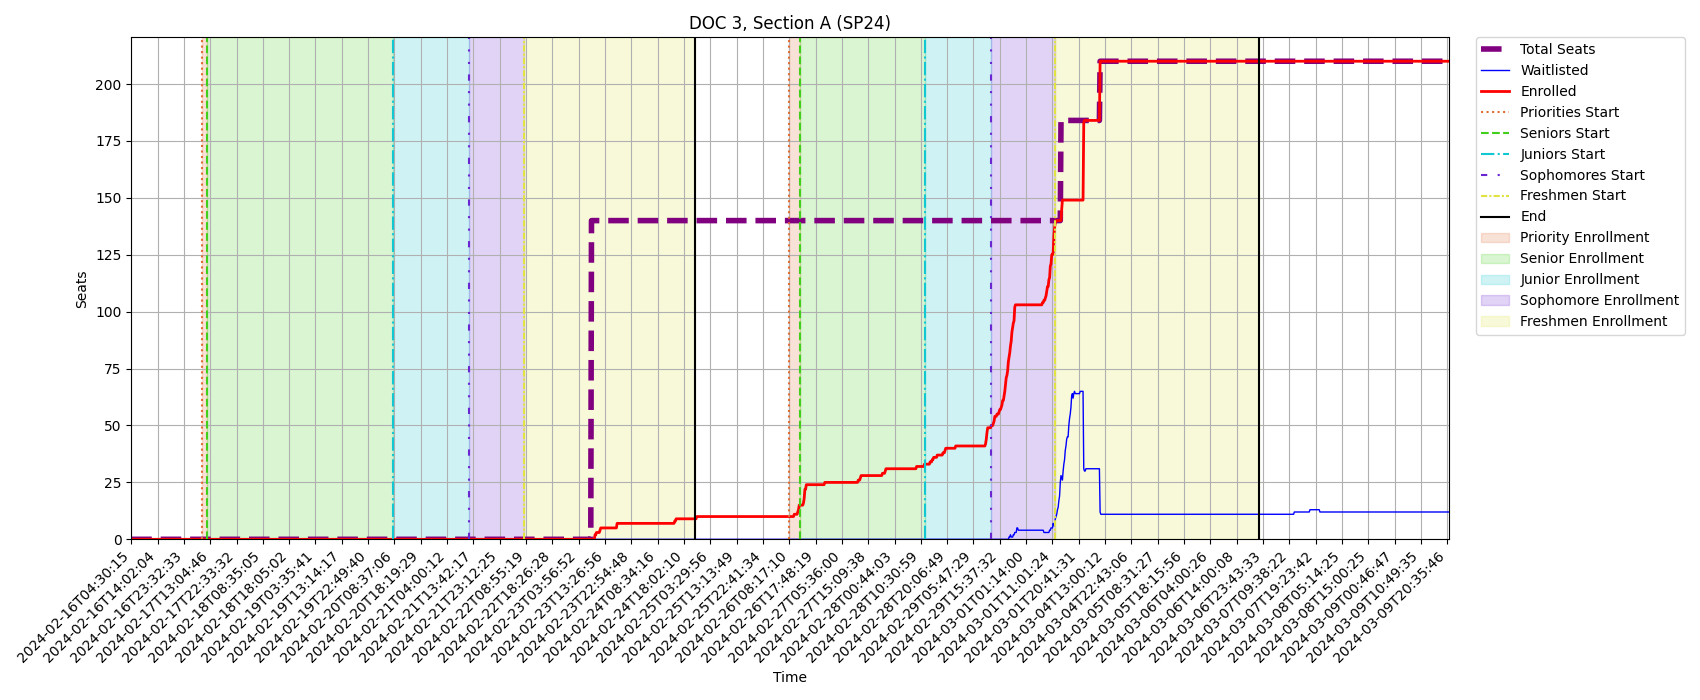 DOC 3, Section A (SP24)
Seats
200
175
150
125
100
75
50
25
0
2024-02-16T04:30:15
2024-02-16T14:02:04
2024-02-16T23:32:33
2024-02-17T13:04:46
2024-02-17T22:33:32
2024-02-18T08:35:05
2024-02-18T18:05:02
2024-02-19T03:35:41
2024-02-19T13:14:17
2024-02-19T22:49:40
2024-02-20T08:37:06
2024-02-20T18:19:29
2024-02-21T04:00:12
2024-02-21T13:42:17
2024-02-21T23:12:25
2024-02-22T08:55:19
2024-02-22T18:26:28
2024-02-23T03:56:52
2024-02-23T13:26:56
2024-02-23T22:54:48
2024-02-24T08:34:16
2024-02-24T18:02:10
2024-02-25T03:29:56
2024-02-25T13:13:49
2024-02-25T22:41:34
2024-02-26T08:17:10
2024-02-26T17:48:19
2024-02-27T05:36:00
2024-02-27T15:09:38
2024-02-28T00:44:03
2024-02-28T10:30:59
2024-02-28T20:06:49
2024-02-29T05:47:29
2024-02-29T15:37:32
2024-03-01T01:14:00
2024-03-01T11:01:24
2024-03-01T20:41:31
2024-03-04T13:00:12
2024-03-04T22:43:06
2024-03-05T08:31:27
2024-03-05T18:15:56
2024-03-06T04:00:26
2024-03-06T14:00:08
2024-03-06T23:43:33
2024-03-07T09:38:22
2024-03-07T19:23:42
2024-03-08T05:14:25
2024-03-08T15:00:25
2024-03-09T00:46:47
2024-03-09T10:49:35
2024-03-09T20:35:46
Time
Total Seats
Waitlisted
Enrolled
Priorities Start
Seniors Start
Juniors Start
Sophomores Start
Freshmen Start
End
Priority Enrollment
Senior Enrollment
Junior Enrollment
Sophomore Enrollment
Freshmen Enrollment